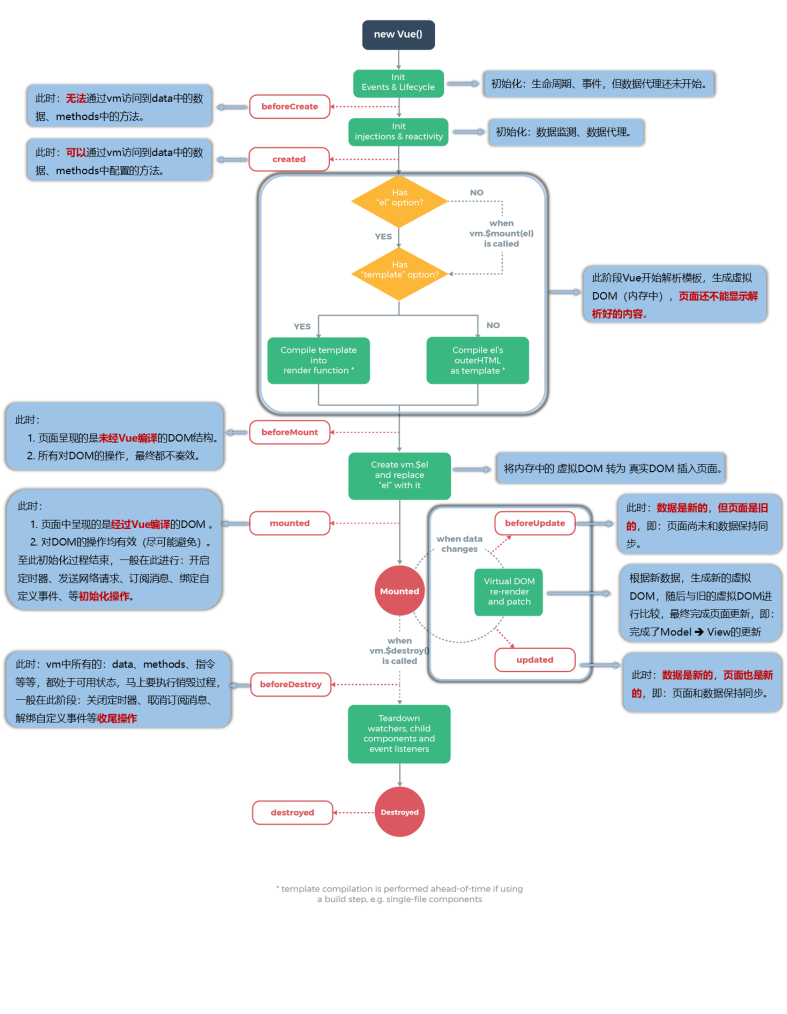 new Vue()
Init
Events & Lifecycle
初始化：生命周期、事件，但数据代理还未开始。
此时：无法通过vm访问到data中的数
据、methods中的方法。
beforeCreate
Init
injections & reactivity
初始化：数据监测、数据代理。
此时：可以通过vm访问到data中的数
据、methods中配置的方法。
created
Has
"el" option?
NO
when
vm.$mount(el)
is called
YES
Has
"template" option?
此阶段Vue开始解析模板，生成虚拟
DOM（内存中），页面还不能显示解
析好的内容。
YES
NO
Compile template
into
render function *
Compile el's
outerHTML
as template *
此时：
1. 页面呈现的是未经Vue编译的DOM结构。
2. 所有对DOM的操作，最终都不奏效。
beforeMount
Create vm.$el
and replace
"el" with it
将内存中的 虚拟DOM 转为 真实DOM 插入页面。
此时：
1. 页面中呈现的是经过Vue编译的DOM 。
2. 对DOM的操作均有效（尽可能避免）。
至此初始化过程结束，一般在此进行：开启
定时器、发送网络请求、订阅消息、绑定自
定义事件、等初始化操作。
mounted
Mounted
when data
changes
beforeUpdate
此时：数据是新的，但页面是旧
的，即：页面尚未和数据保持同
步。
Virtual DOM
re-render
and patch
根据新数据，生成新的虚拟
DOM，随后与旧的虚拟DOM进
行比较，最终完成页面更新，即：
完成了Model ➔ View的更新
updated
此时：数据是新的，页面也是新
的，即：页面和数据保持同步。
when
vm.$destroy()
is called
此时：vm中所有的：data、methods、指令
等等，都处于可用状态，马上要执行销毁过程，
一般在此阶段：关闭定时器、取消订阅消息、
解绑自定义事件等收尾操作
beforeDestroy
Teardown
watchers, child
components and
event listeners
destroyed
Destroyed
* template compilation is performed ahead-of-time if using
a build step, e.g. single-file components